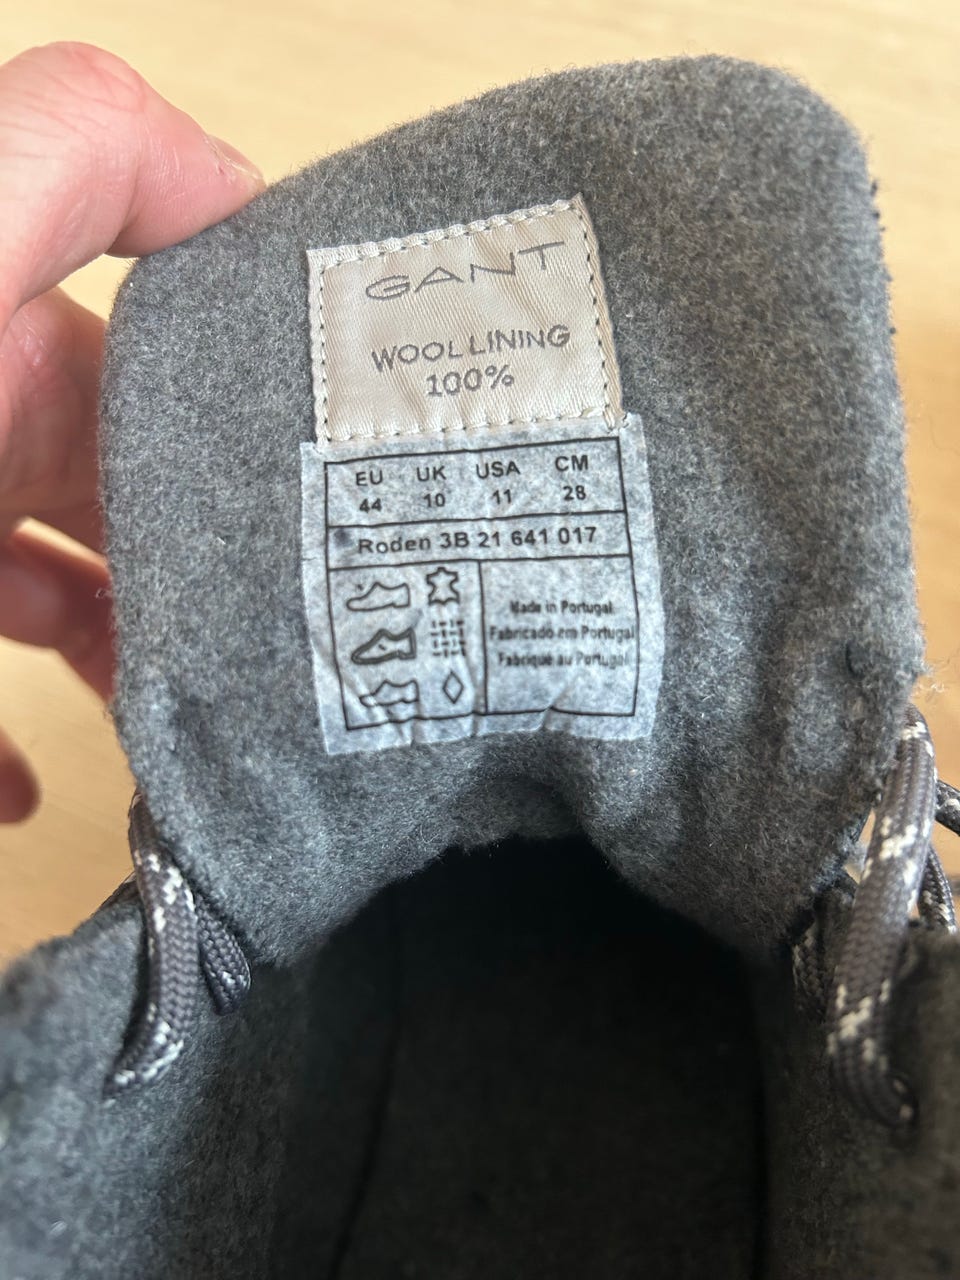 GANT
WOOL LINING
100%
EU UK USA CM
44 10 11 28
Roden 3B 21 641 017
Made in Portugal
Fabricado em Portugal
Fabriqué au Portugal